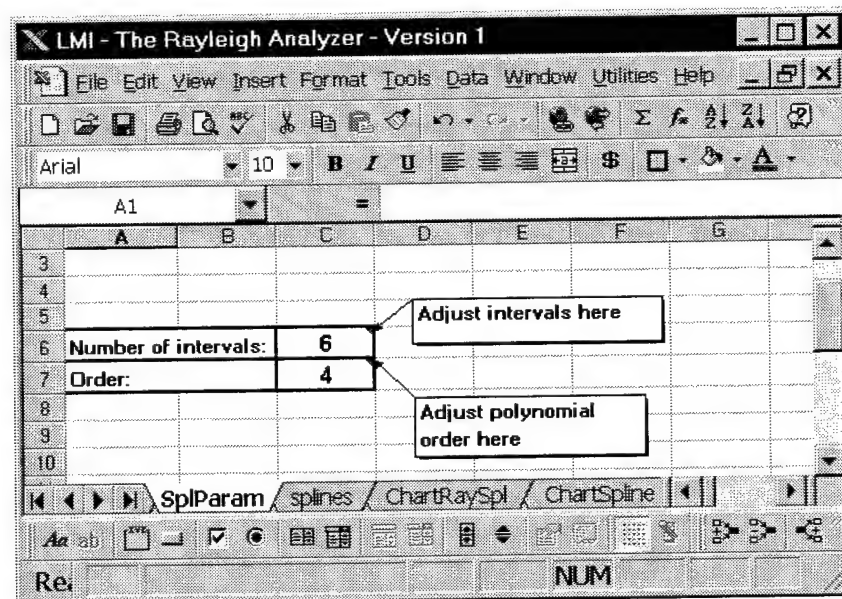 LMI - The Rayleigh Analyzer - Version 1
File Edit View Insert Format Tools Data Window Utilities Help
Arial 10 B I U $ A
A1 =
A B C D E F G
3
4
5
Adjust intervals here
6 Number of intervals: 6
7 Order: 4
8
Adjust polynomial
9
order here
10
SplParam splines ChartRaySpl ChartSpline
Aa ab
NUM